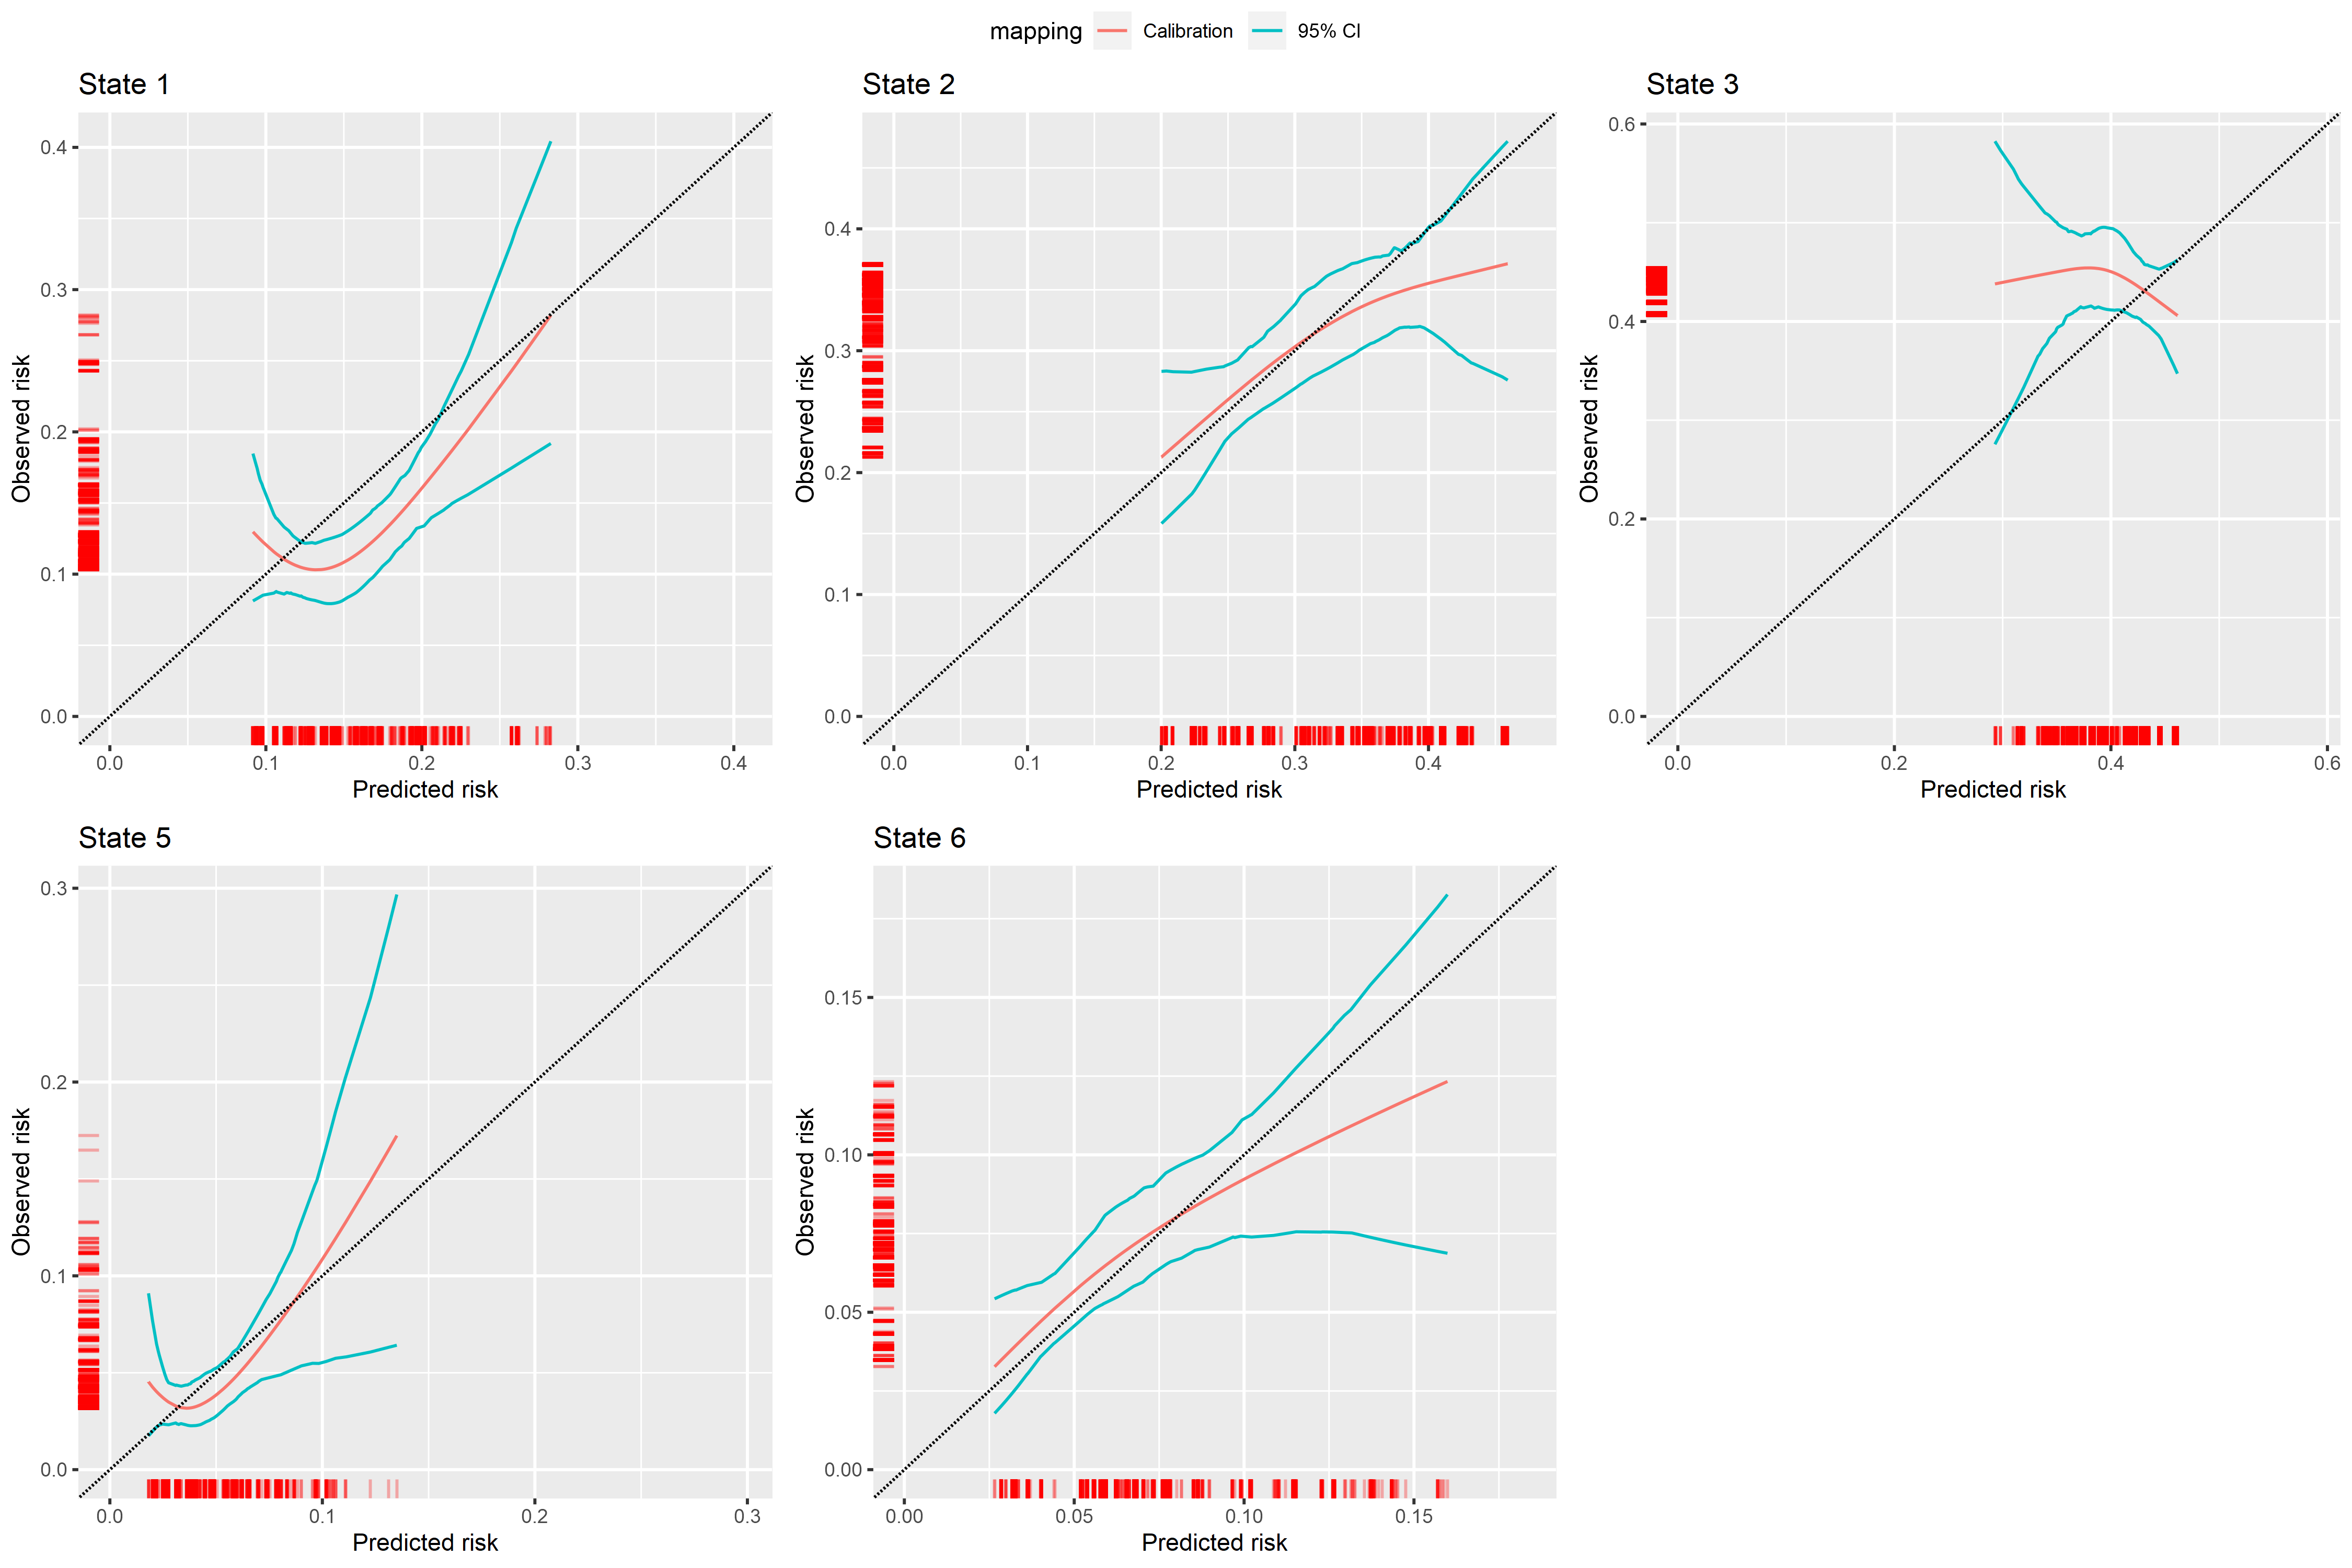 mapping Calibration 95% CI
State 1
Observed risk
0.4
0.3
0.2
0.1
0.0
0.0 0.1 0.2 0.3 0.4
Predicted risk
State 2
Observed risk
0.4
0.3
0.2
0.1
0.0
0.0 0.1 0.2 0.3 0.4
Predicted risk
State 3
Observed risk
0.6
0.4
0.2
0.0
0.0 0.2 0.4 0.6
Predicted risk
State 5
Observed risk
0.3
0.2
0.1
0.0
0.0 0.1 0.2 0.3
Predicted risk
State 6
Observed risk
0.15
0.10
0.05
0.00
0.00 0.05 0.10 0.15
Predicted risk